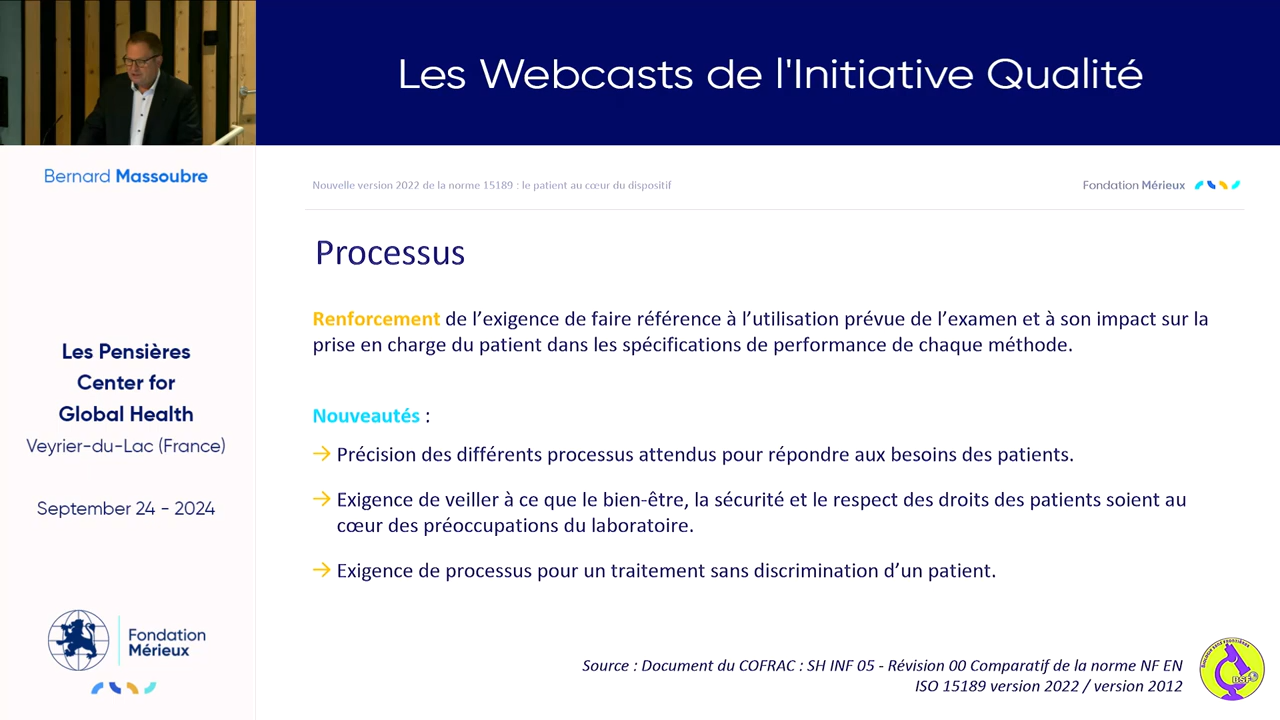 Les Webcasts de l'Initiative Qualité
Bernard Massoubre
Les Pensières
Center for
Global Health
Veyrier-du-Lac (France)
September 24 - 2024
Fondation
Mérieux
Nouvelle version 2022 de la norme 15189 : le patient au cœur du dispositif
Fondation Mérieux
Processus
Renforcement de l’exigence de faire référence à l’utilisation prévue de l’examen et à son impact sur la
prise en charge du patient dans les spécifications de performance de chaque méthode.
Nouveautés :
→ Précision des différents processus attendus pour répondre aux besoins des patients.
→ Exigence de veiller à ce que le bien-être, la sécurité et le respect des droits des patients soient au
cœur des préoccupations du laboratoire.
→ Exigence de processus pour un traitement sans discrimination d’un patient.
Source : Document du COFRAC : SH INF 05 - Révision 00 Comparatif de la norme NF EN
ISO 15189 version 2022 / version 2012
BSF